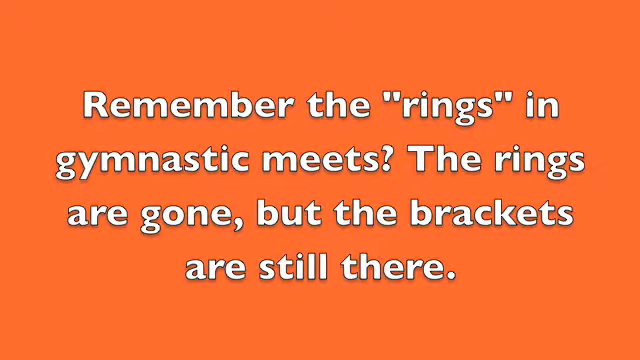 Remember the "rings" in
gymnastic meets? The rings
are gone, but the brackets
are still there.